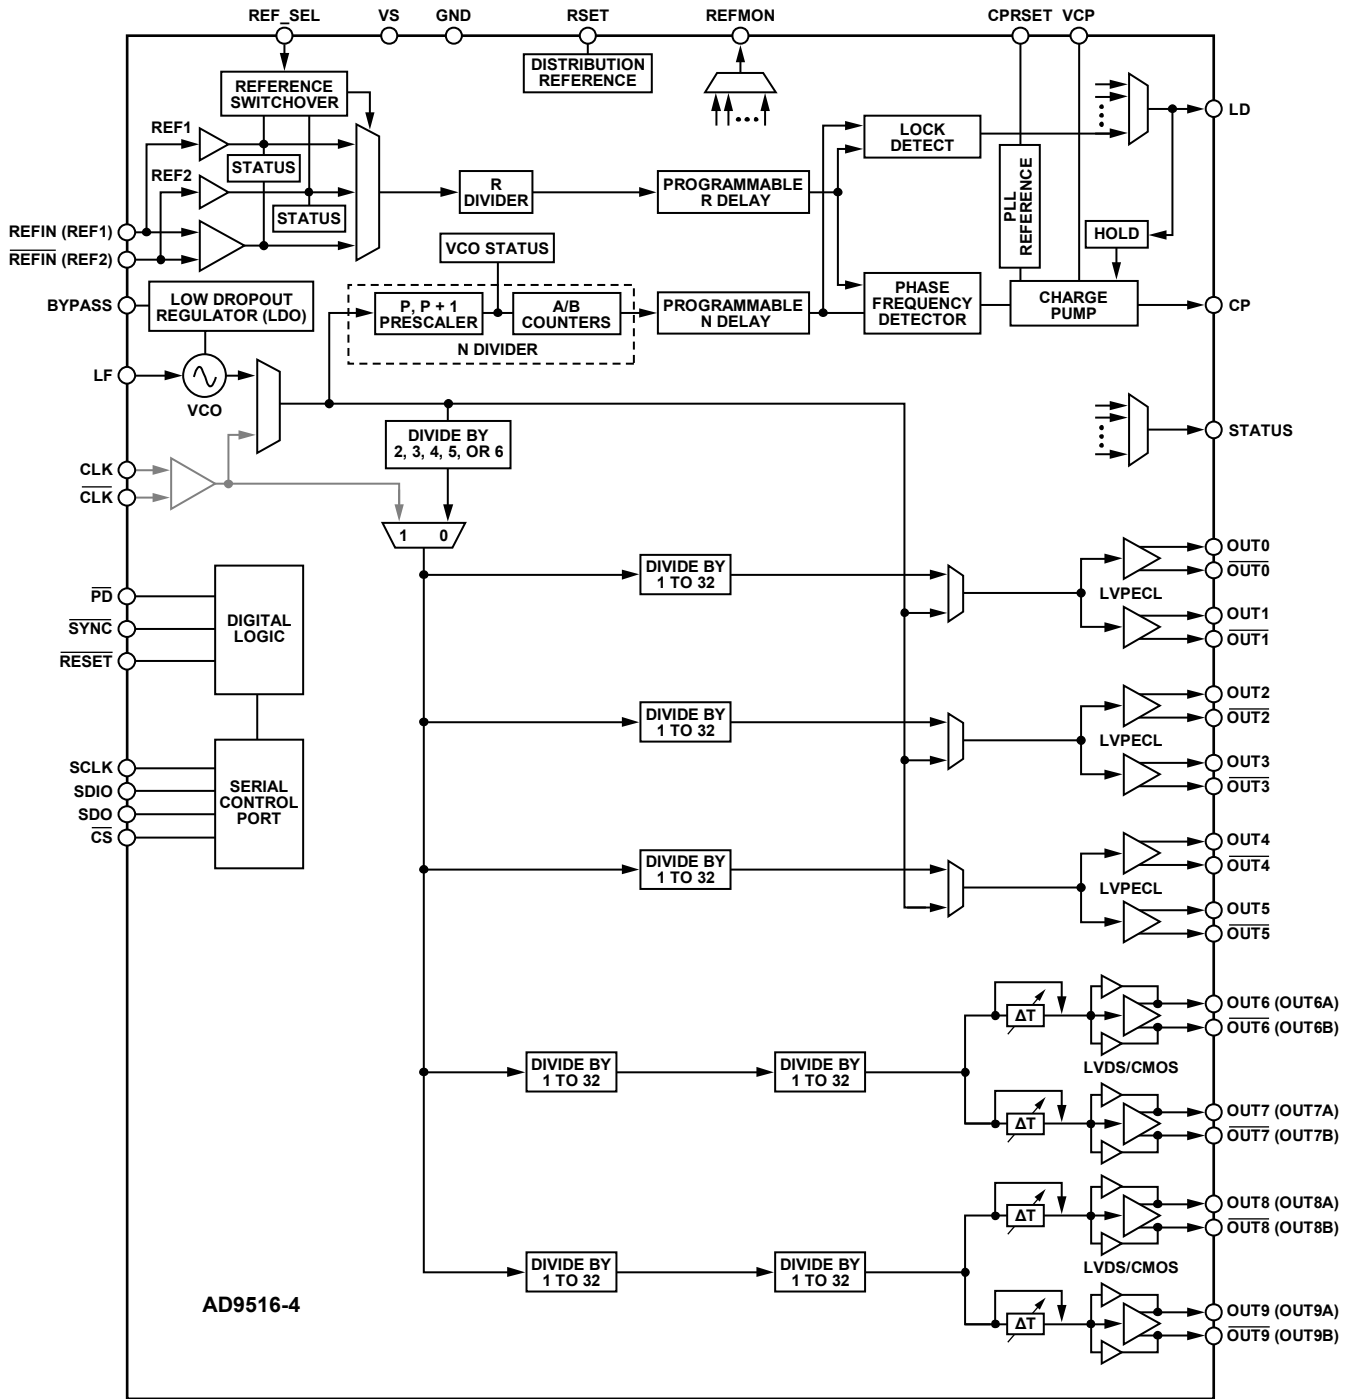 REF_SEL VS GND RSET REFMON CPRSET VCP
DISTRIBUTION
REFERENCE
REFERENCE
SWITCHOVER
REF1
STATUS
REF2
STATUS
REFIN (REF1)
REFIN (REF2)
R
DIVIDER
PROGRAMMABLE
R DELAY
LOCK
DETECT
LD
PLL
REFERENCE
HOLD
VCO STATUS
BYPASS
LOW DROPOUT
REGULATOR (LDO)
P, P + 1
PRESCALER
A/B
COUNTERS
N DIVIDER
PROGRAMMABLE
N DELAY
PHASE
FREQUENCY
DETECTOR
CHARGE
PUMP
CP
LF
VCO
DIVIDE BY
2, 3, 4, 5, OR 6
STATUS
CLK
CLK
1 0
PD
SYNC
RESET
DIGITAL
LOGIC
SCLK
SDIO
SDO
CS
SERIAL
CONTROL
PORT
DIVIDE BY
1 TO 32
LVPECL
OUT0
OUT0
OUT1
OUT1
DIVIDE BY
1 TO 32
LVPECL
OUT2
OUT2
OUT3
OUT3
DIVIDE BY
1 TO 32
LVPECL
OUT4
OUT4
OUT5
OUT5
DIVIDE BY
1 TO 32
DIVIDE BY
1 TO 32
ΔT
ΔT
LVDS/CMOS
OUT6 (OUT6A)
OUT6 (OUT6B)
OUT7 (OUT7A)
OUT7 (OUT7B)
DIVIDE BY
1 TO 32
DIVIDE BY
1 TO 32
ΔT
ΔT
LVDS/CMOS
OUT8 (OUT8A)
OUT8 (OUT8B)
OUT9 (OUT9A)
OUT9 (OUT9B)
AD9516-4